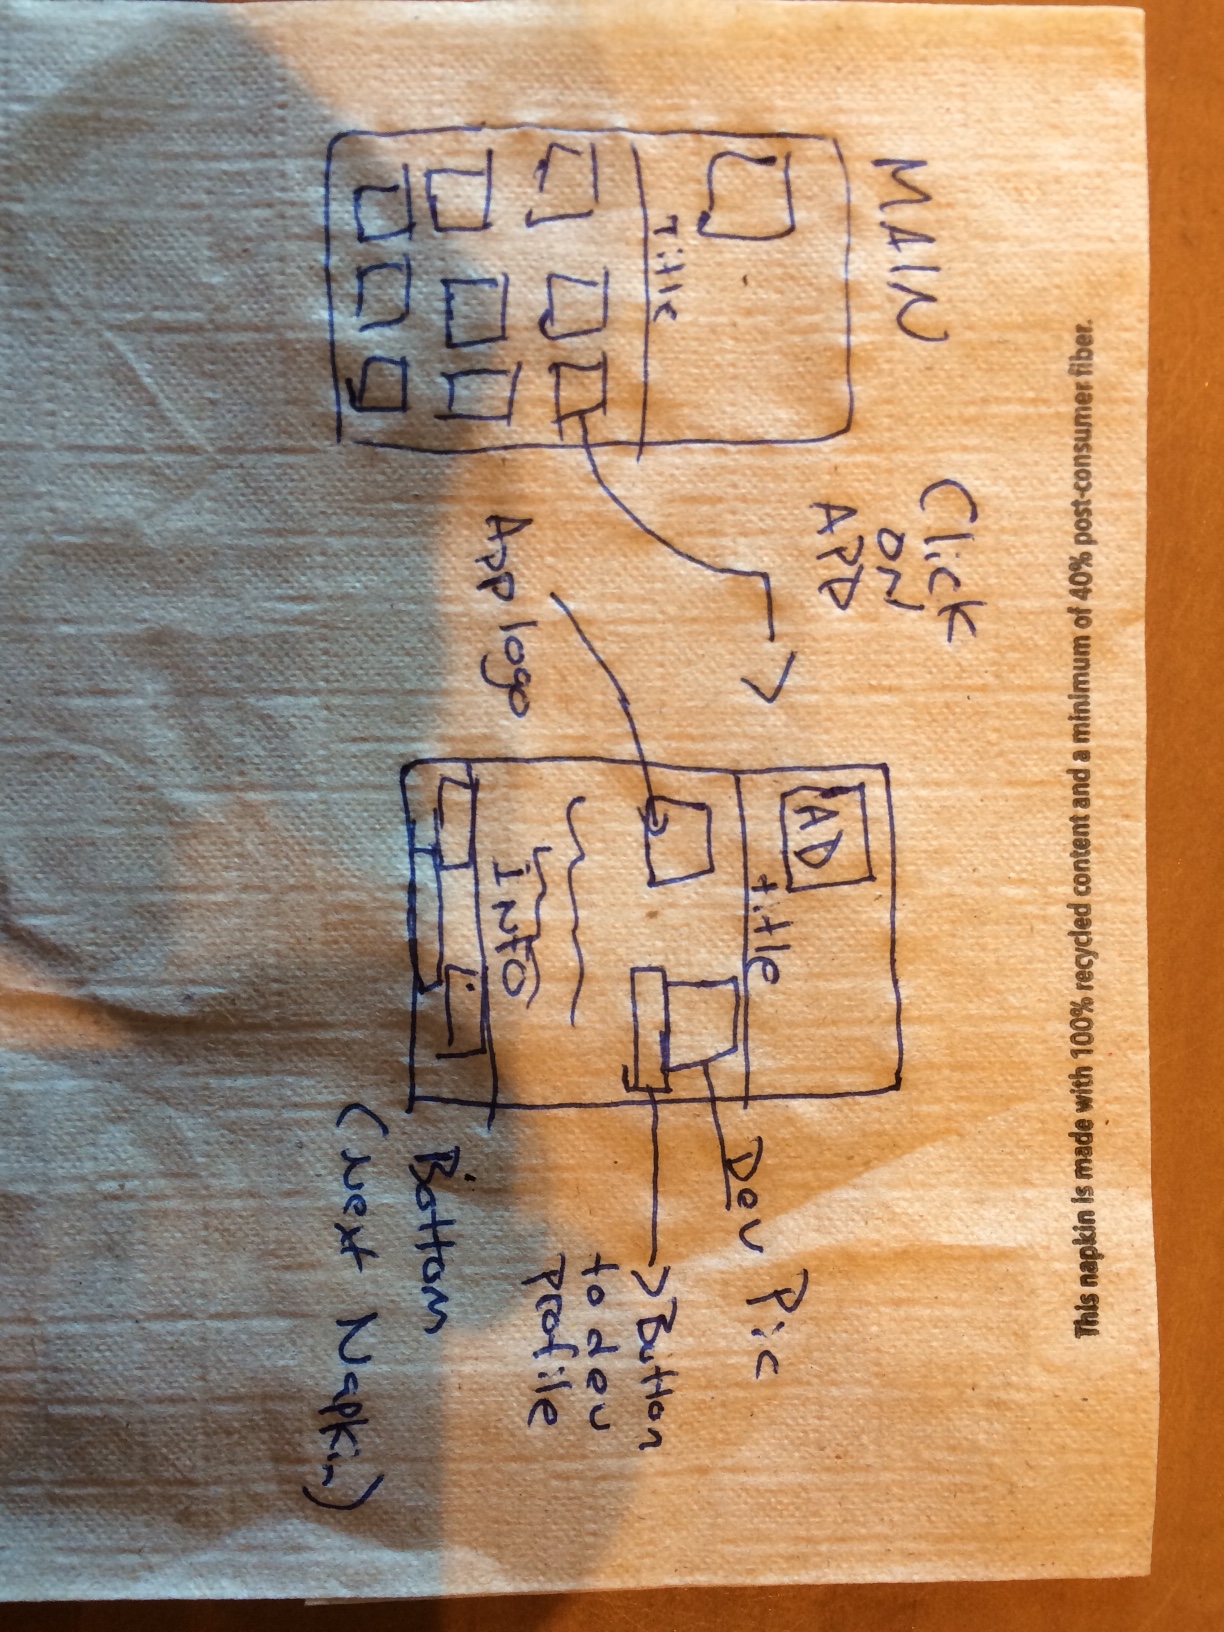 This napkin is made with 100% recycled content and a minimum of 40% post-consumer fiber.
MAIN
Click
ON
APP
Title
App logo
AD
title
INFO
Dev Pic
Button
to dev
profile
Bottom
(Next Napkin)